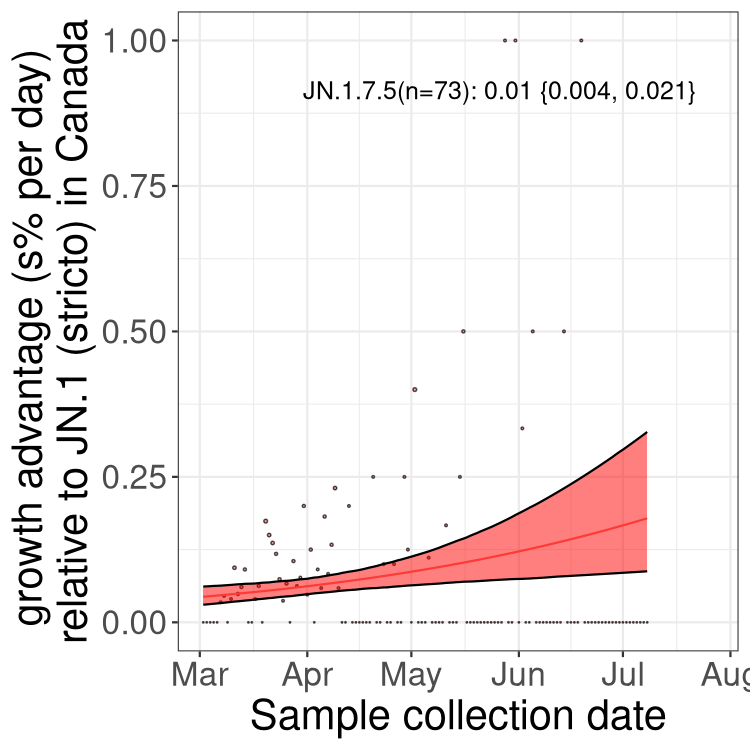 growth advantage (s% per day)
relative to JN.1 (stricto) in Canada
1.00
0.75
0.50
0.25
0.00
JN.1.7.5(n=73): 0.01 {0.004, 0.021}
Mar Apr May Jun Jul Aug
Sample collection date